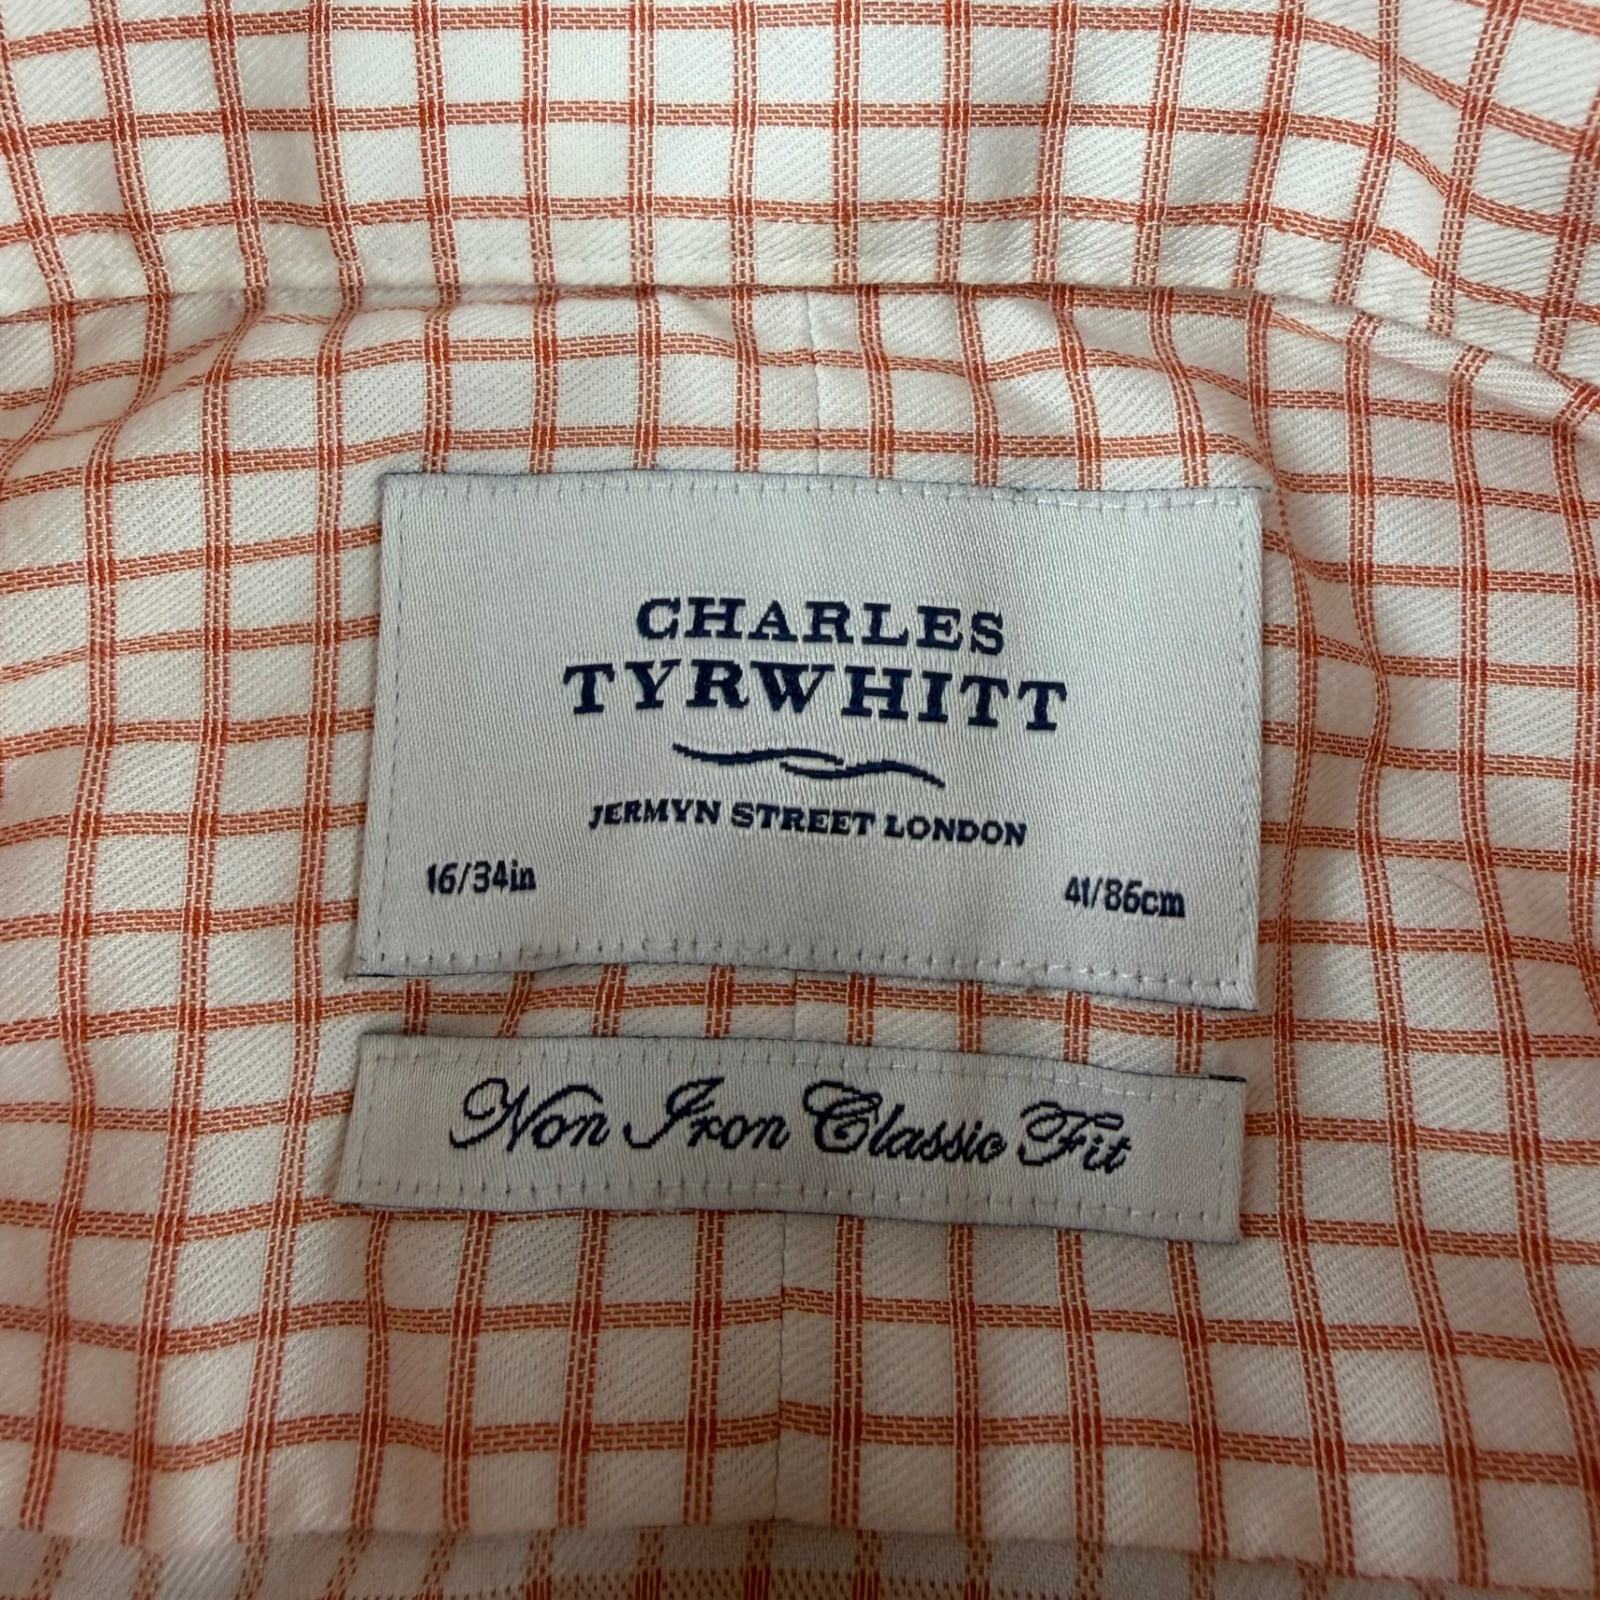 CHARLES
TYRWHITT
JERMYN STREET LONDON
16/34in 41/86cm
Non Iron Classic Fit